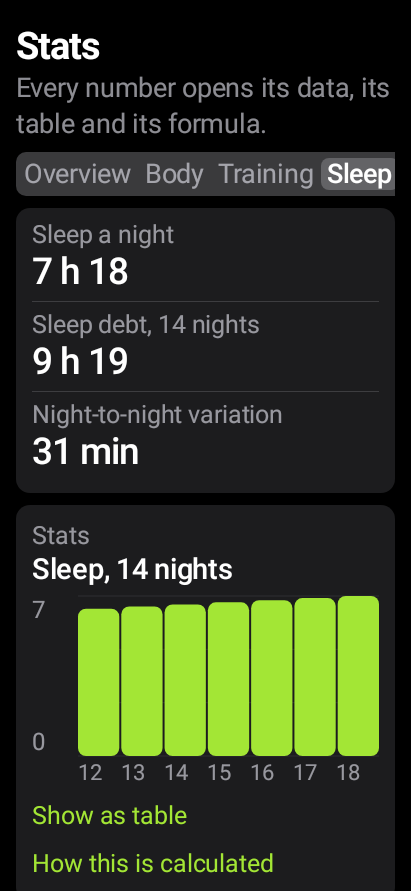 Stats
Every number opens its data, its
table and its formula.
Overview Body Training Sleep
Sleep a night
7 h 18
Sleep debt, 14 nights
9 h 19
Night-to-night variation
31 min
Stats
Sleep, 14 nights
7
0
12 13 14 15 16 17 18
Show as table
How this is calculated